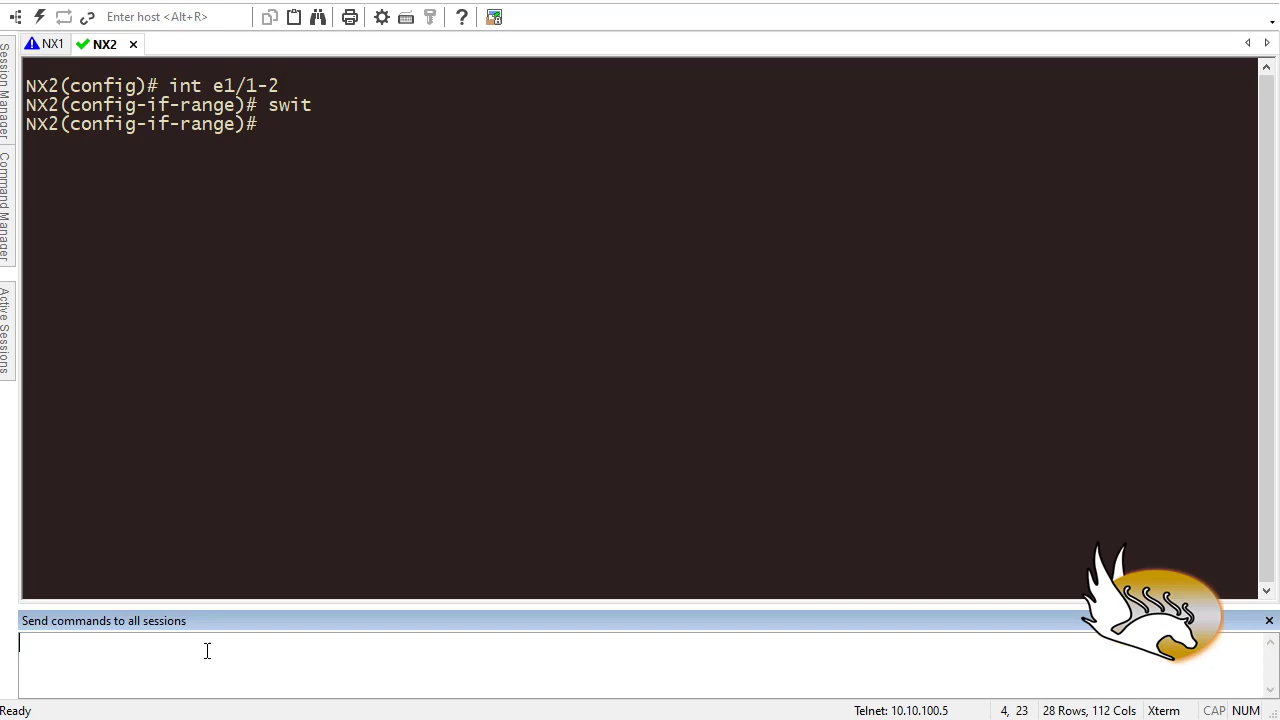 Enter host <Alt+R>
NX1
NX2
Session Manager
Command Manager
Active Sessions
NX2(config)# int e1/1-2
NX2(config-if-range)# swit
NX2(config-if-range)#
Send commands to all sessions
Ready
Telnet: 10.10.100.5
4, 23
28 Rows, 112 Cols
Xterm
CAP
NUM